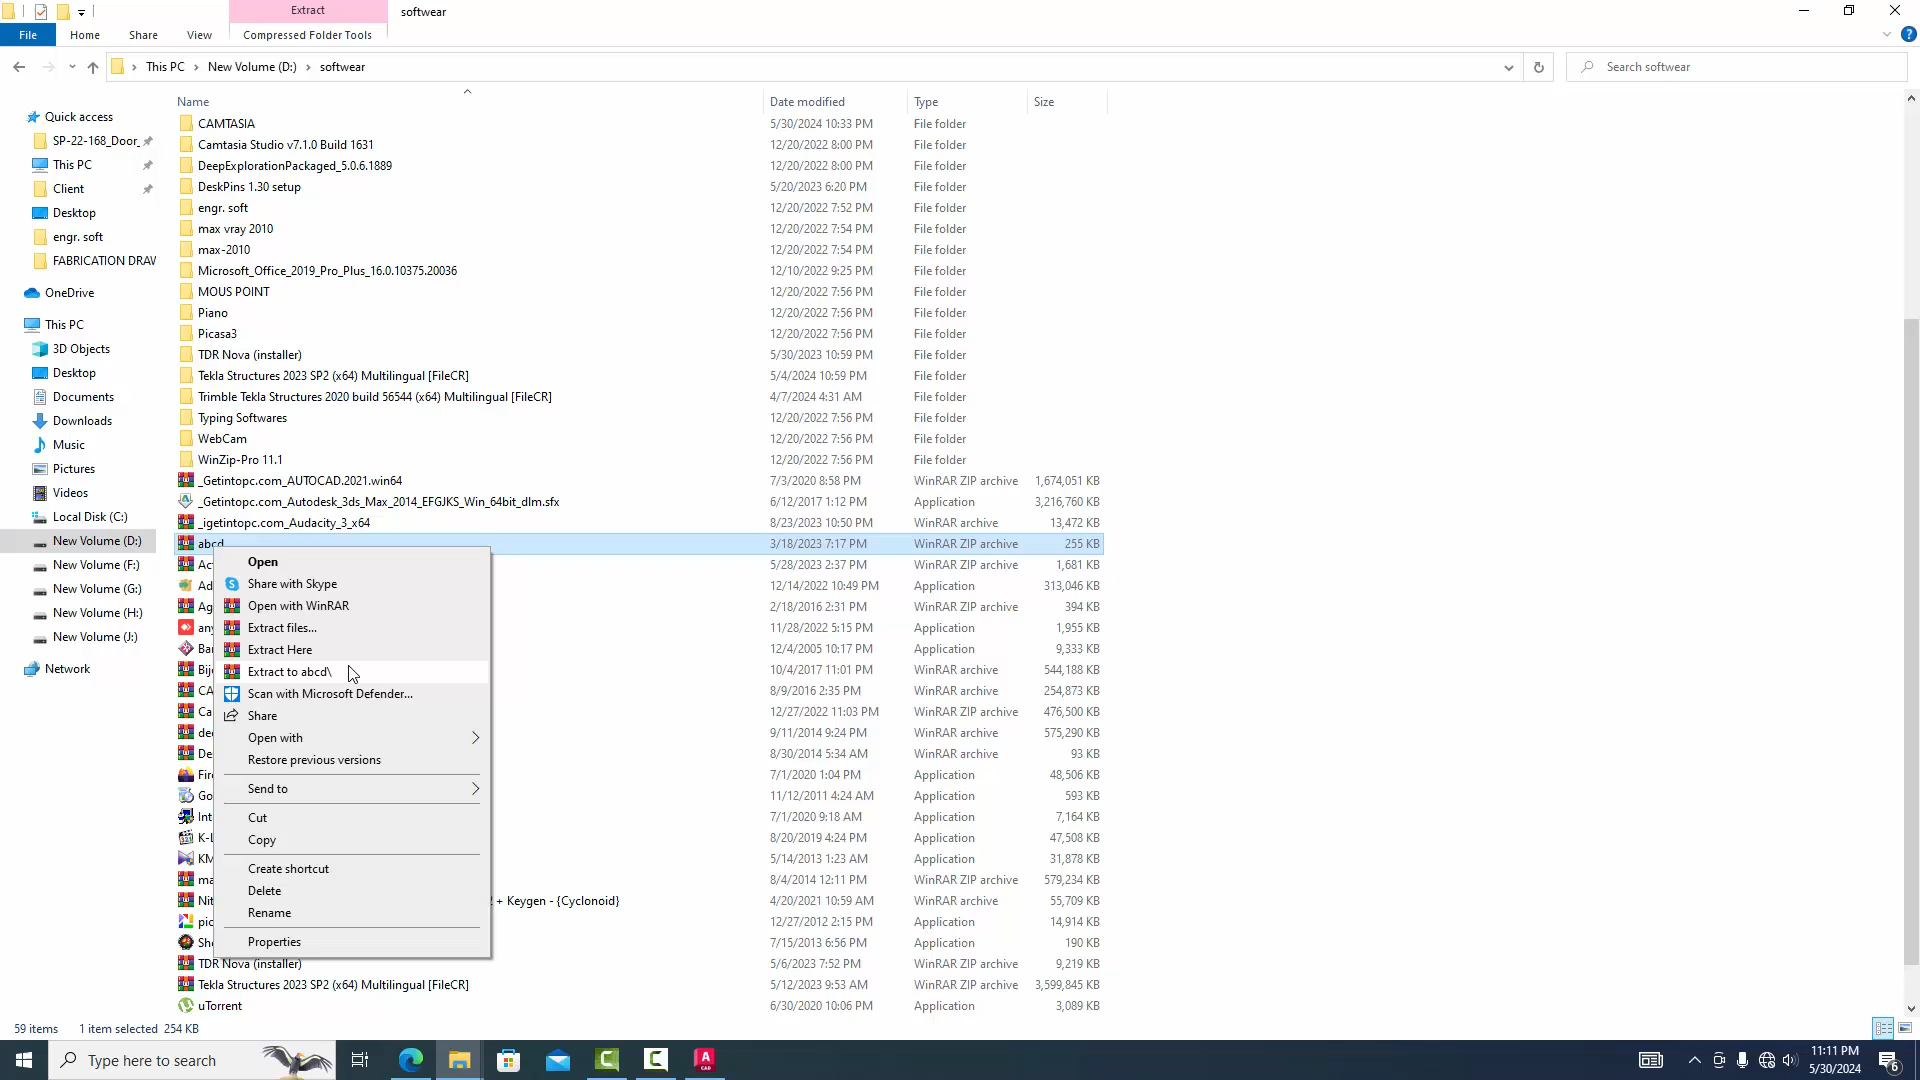 Extract
softwear
File
Home
Share
View
Compressed Folder Tools
This PC
New Volume (D:)
softwear
Search softwear
Name
Date modified
Type
Size
Quick access
SP-22-168_Door_
This PC
Client
Desktop
engr. soft
FABRICATION DRAW
OneDrive
This PC
3D Objects
Desktop
Documents
Downloads
Music
Pictures
Videos
Local Disk (C:)
New Volume (D:)
New Volume (F:)
New Volume (G:)
New Volume (H:)
New Volume (J:)
Network
CAMTASIA 5/30/2024 10:33 PM File folder
Camtasia Studio v7.1.0 Build 1631 12/20/2022 8:00 PM File folder
DeepExplorationPackaged_5.0.6.1889 12/20/2022 8:00 PM File folder
DeskPins 1.30 setup 5/20/2023 6:20 PM File folder
engr. soft 12/20/2022 7:52 PM File folder
max vray 2010 12/20/2022 7:54 PM File folder
max-2010 12/20/2022 7:54 PM File folder
Microsoft_Office_2019_Pro_Plus_16.0.10375.20036 12/10/2022 9:25 PM File folder
MOUS POINT 12/20/2022 7:56 PM File folder
Piano 12/20/2022 7:56 PM File folder
Picasa3 12/20/2022 7:56 PM File folder
TDR Nova (installer) 5/30/2023 10:59 PM File folder
Tekla Structures 2023 SP2 (x64) Multilingual [FileCR] 5/4/2024 10:59 PM File folder
Trimble Tekla Structures 2020 build 56544 (x64) Multilingual [FileCR] 4/7/2024 4:31 AM File folder
Typing Softwares 12/20/2022 7:56 PM File folder
WebCam 12/20/2022 7:56 PM File folder
WinZip-Pro 11.1 12/20/2022 7:56 PM File folder
_Getintopc.com_AUTOCAD.2021.win64 7/3/2020 8:58 PM WinRAR ZIP archive 1,674,051 KB
_Getintopc.com_Autodesk_3ds_Max_2014_EFGJKS_Win_64bit_dlm.sfx 6/12/2017 1:12 PM Application 3,216,760 KB
_igetintopc.com_Audacity_3_x64 8/23/2023 10:50 PM WinRAR archive 13,472 KB
abcd 3/18/2023 7:17 PM WinRAR ZIP archive 255 KB
Ac 5/28/2023 2:37 PM WinRAR ZIP archive 1,681 KB
Ad 12/14/2022 10:49 PM Application 313,046 KB
Ag 2/18/2016 2:31 PM WinRAR ZIP archive 394 KB
any 11/28/2022 5:15 PM Application 1,955 KB
Bar 12/4/2005 10:17 PM Application 9,333 KB
Bij 10/4/2017 11:01 PM WinRAR archive 544,188 KB
CA 8/9/2016 2:35 PM WinRAR archive 254,873 KB
Ca 12/27/2022 11:03 PM WinRAR archive 476,500 KB
dee 9/11/2014 9:24 PM WinRAR archive 575,290 KB
De 8/30/2014 5:34 AM WinRAR archive 93 KB
Fir 7/1/2020 1:04 PM Application 48,506 KB
Go 11/12/2011 4:24 AM Application 593 KB
Int 7/1/2020 9:18 AM Application 7,164 KB
K-L 8/20/2019 4:24 PM Application 47,508 KB
KM 5/14/2013 1:23 AM Application 31,878 KB
ma 8/4/2014 12:11 PM WinRAR ZIP archive 579,234 KB
Nit + Keygen - {Cyclonoid} 4/20/2021 10:59 AM WinRAR archive 55,709 KB
pic 12/27/2012 2:15 PM Application 14,914 KB
Sh 7/15/2013 6:56 PM Application 190 KB
TDR Nova (installer) 5/6/2023 7:52 PM WinRAR ZIP archive 9,219 KB
Tekla Structures 2023 SP2 (x64) Multilingual [FileCR] 5/12/2023 9:53 AM WinRAR ZIP archive 3,599,845 KB
uTorrent 6/30/2020 10:06 PM Application 3,089 KB
Open
Share with Skype
Open with WinRAR
Extract files...
Extract Here
Extract to abcd\
Scan with Microsoft Defender...
Share
Open with
Restore previous versions
Send to
Cut
Copy
Create shortcut
Delete
Rename
Properties
59 items 1 item selected 254 KB
Type here to search
11:11 PM
5/30/2024
6